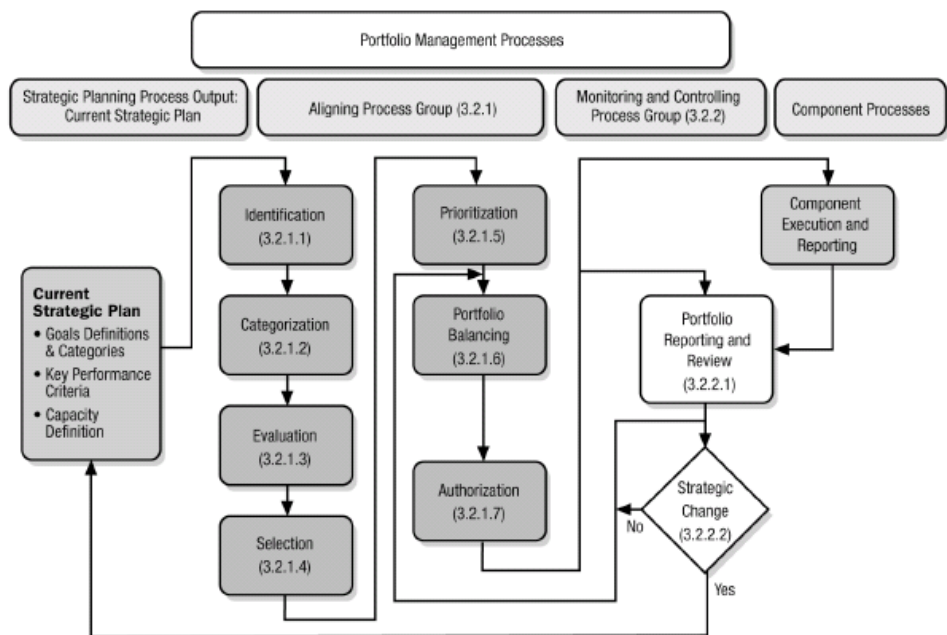 Portfolio Management Processes
Strategic Planning Process Output:
Current Strategic Plan
Aligning Process Group (3.2.1)
Monitoring and Controlling
Process Group (3.2.2)
Component Processes
Identification
(3.2.1.1)
Prioritization
(3.2.1.5)
Component
Execution and
Reporting
Current
Strategic Plan
• Goals Definitions
& Categories
• Key Performance
Criteria
• Capacity
Definition
Categorization
(3.2.1.2)
Portfolio
Balancing
(3.2.1.6)
Portfolio
Reporting and
Review
(3.2.2.1)
Evaluation
(3.2.1.3)
Authorization
(3.2.1.7)
Strategic
Change
(3.2.2.2)
No
Selection
(3.2.1.4)
Yes